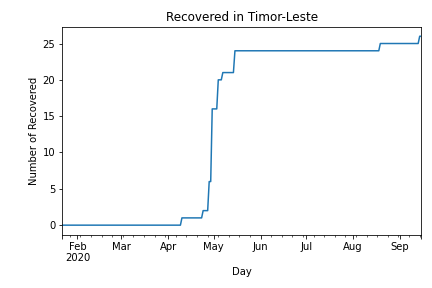 Recovered in Timor-Leste
Number of Recovered
25
20
15
10
5
0
Feb Mar Apr May Jun Jul Aug Sep
2020
Day